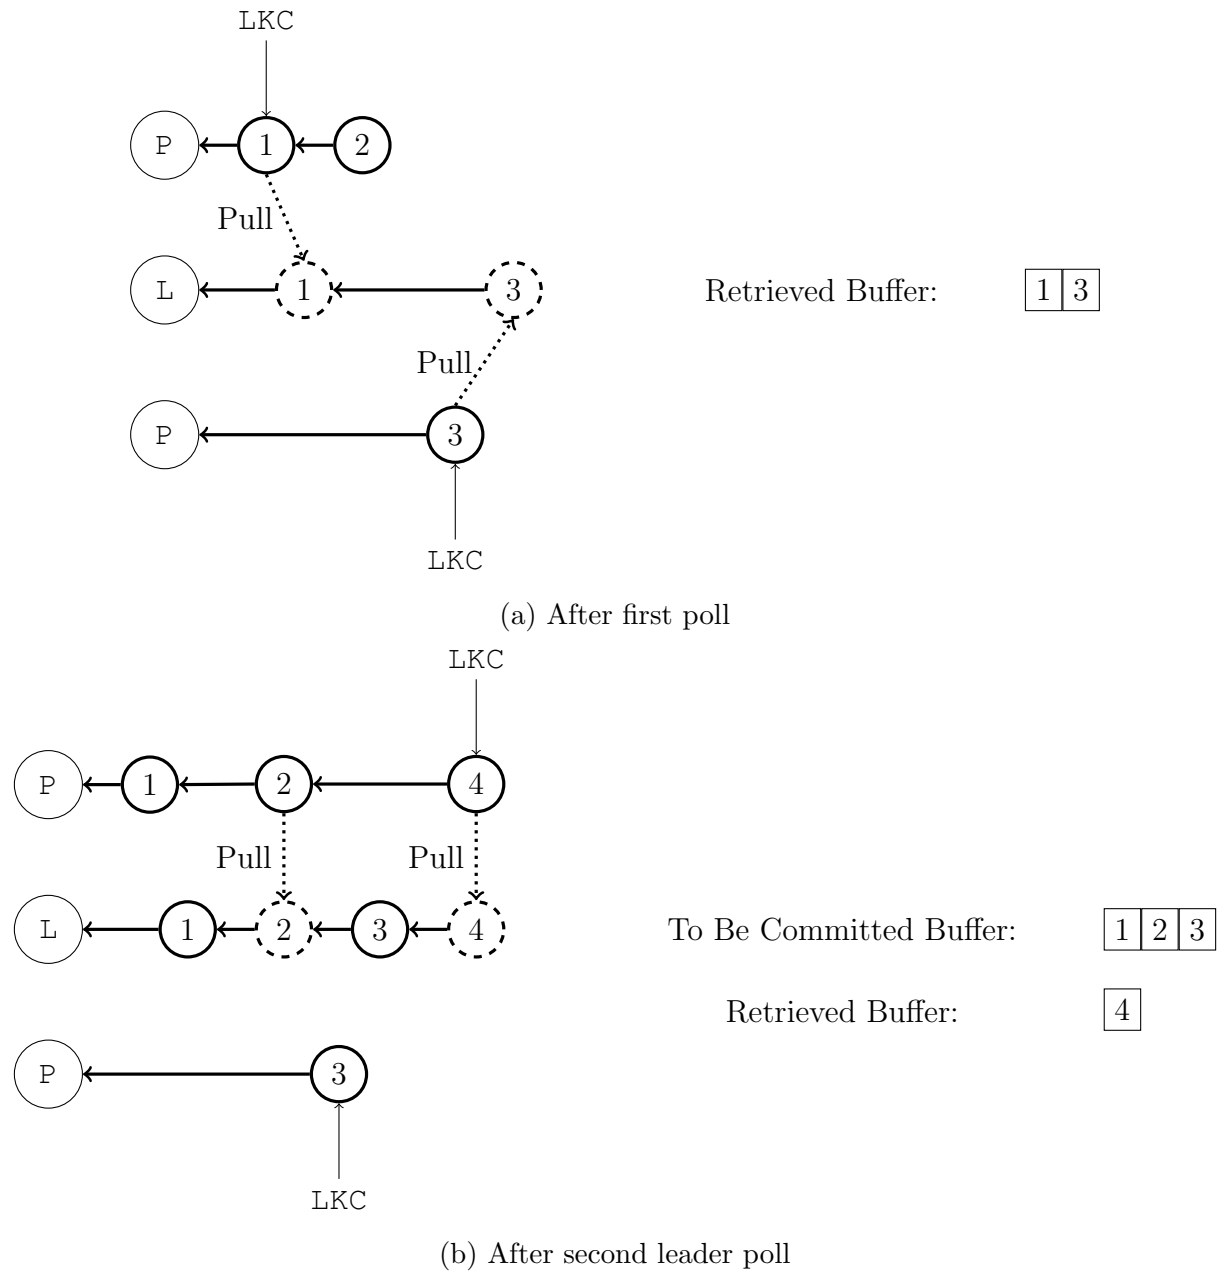 LKC
P 1 2
Pull
L 1 3 Retrieved Buffer: 1 3
Pull
P 3
LKC
(a) After first poll
LKC
P 1 2 4
Pull Pull
L 1 2 3 4 To Be Committed Buffer: 1 2 3
Retrieved Buffer: 4
P 3
LKC
(b) After second leader poll